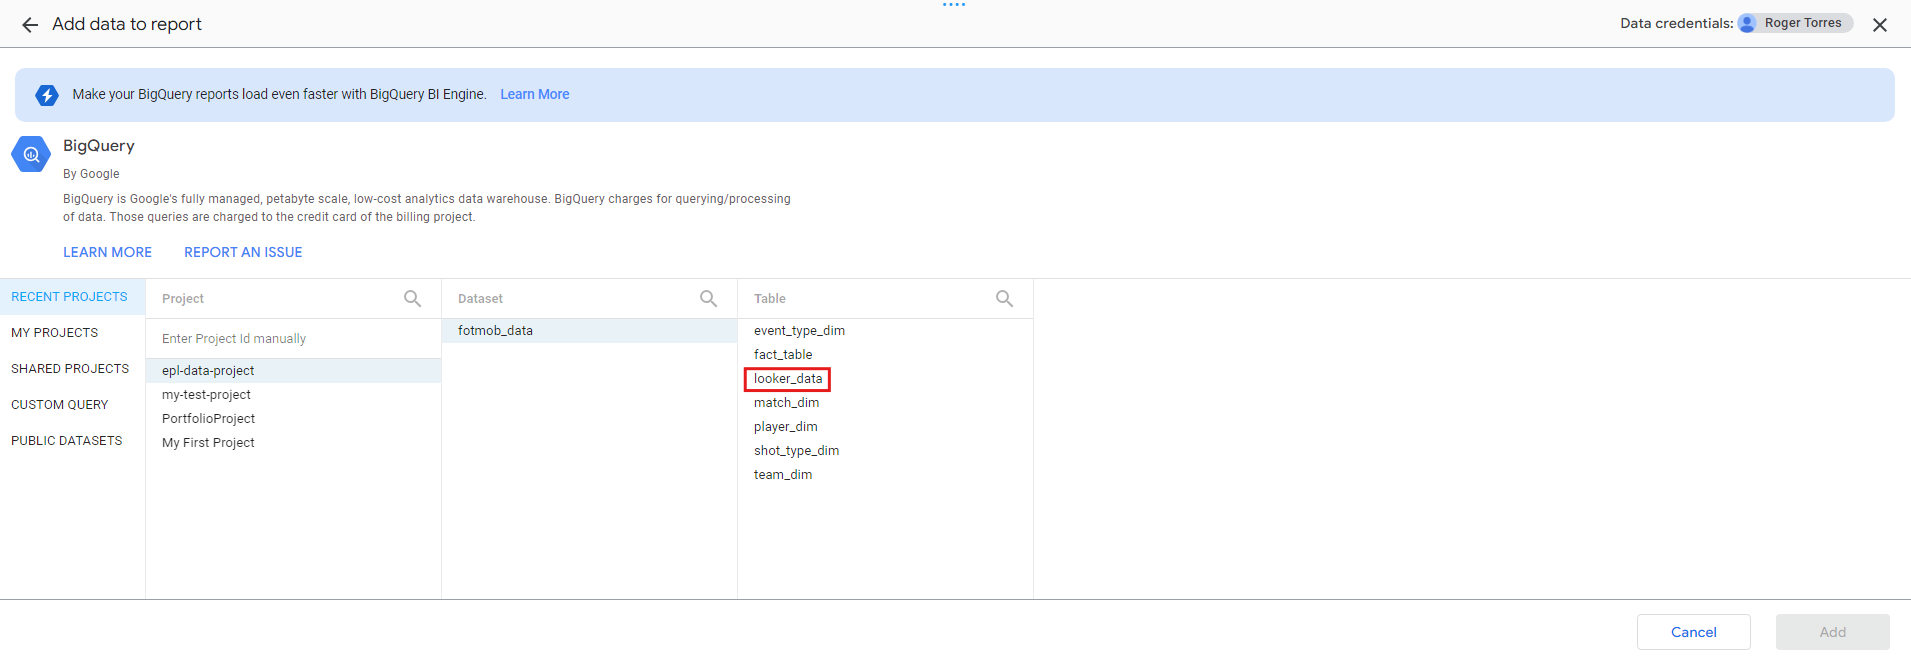 Add data to report
Data credentials: Roger Torres
Make your BigQuery reports load even faster with BigQuery BI Engine. Learn More
BigQuery
By Google
BigQuery is Google's fully managed, petabyte scale, low-cost analytics data warehouse. BigQuery charges for querying/processing
of data. Those queries are charged to the credit card of the billing project.
LEARN MORE REPORT AN ISSUE
RECENT PROJECTS
MY PROJECTS
SHARED PROJECTS
CUSTOM QUERY
PUBLIC DATASETS
Project
Enter Project Id manually
epl-data-project
my-test-project
PortfolioProject
My First Project
Dataset
fotmob_data
Table
event_type_dim
fact_table
looker_data
match_dim
player_dim
shot_type_dim
team_dim
Cancel Add